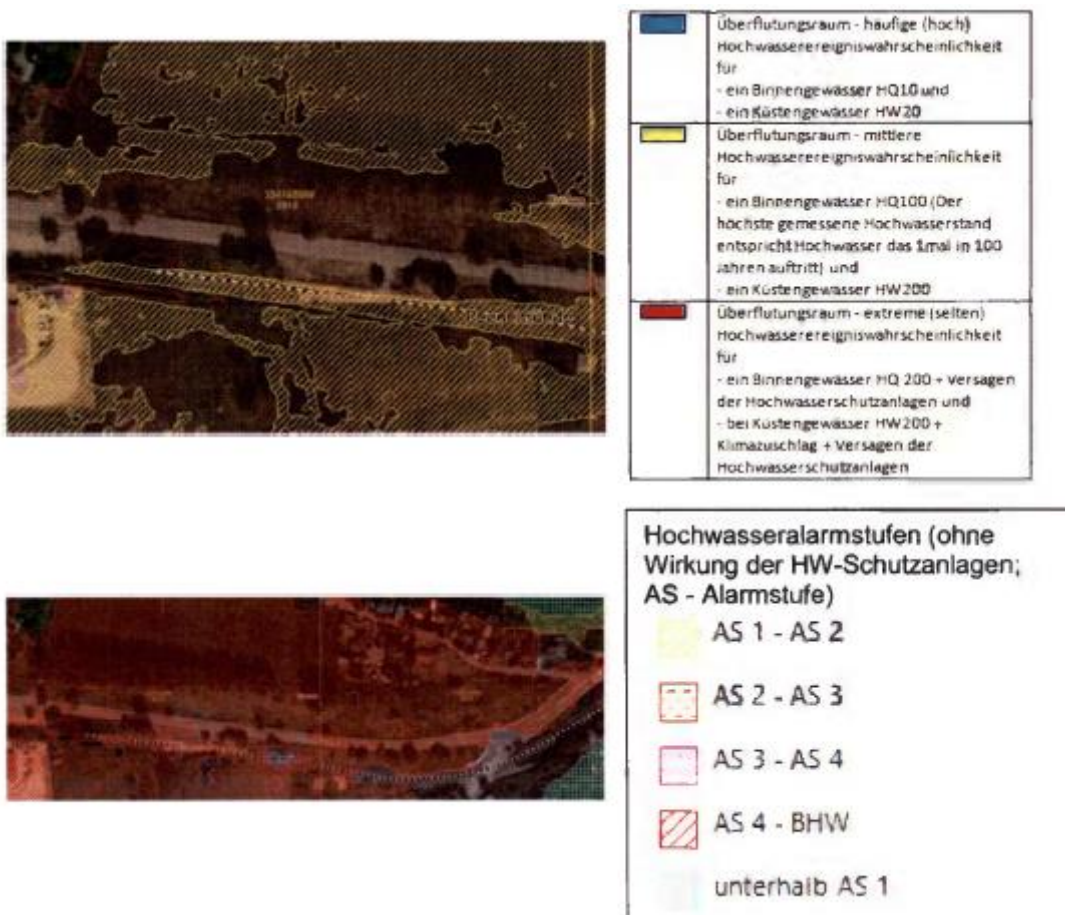 Überflutungsraum - häufige (hoch)
Hochwasserereigniswahrscheinlichkeit
für
- ein Binnengewässer HQ10 und
- ein Küstengewässer HW20
Überflutungsraum - mittlere
Hochwasserereigniswahrscheinlichkeit
für
- ein Binnengewässer HQ100 (Der
höchste gemessene Hochwasserstand
entspricht Hochwasser das 1mal in 100
Jahren auftritt) und
- ein Küstengewässer HW200
Überflutungsraum - extreme (selten)
Hochwasserereigniswahrscheinlichkeit
für
- ein Binnengewässer HQ 200 + Versagen
der Hochwasserschutzanlagen und
- bei Küstengewässer HW200 +
Klimazuschlag + Versagen der
Hochwasserschutzanlagen
Hochwasseralarmstufen (ohne
Wirkung der HW-Schutzanlagen;
AS - Alarmstufe)
AS 1 - AS 2
AS 2 - AS 3
AS 3 - AS 4
AS 4 - BHW
unterhalb AS 1